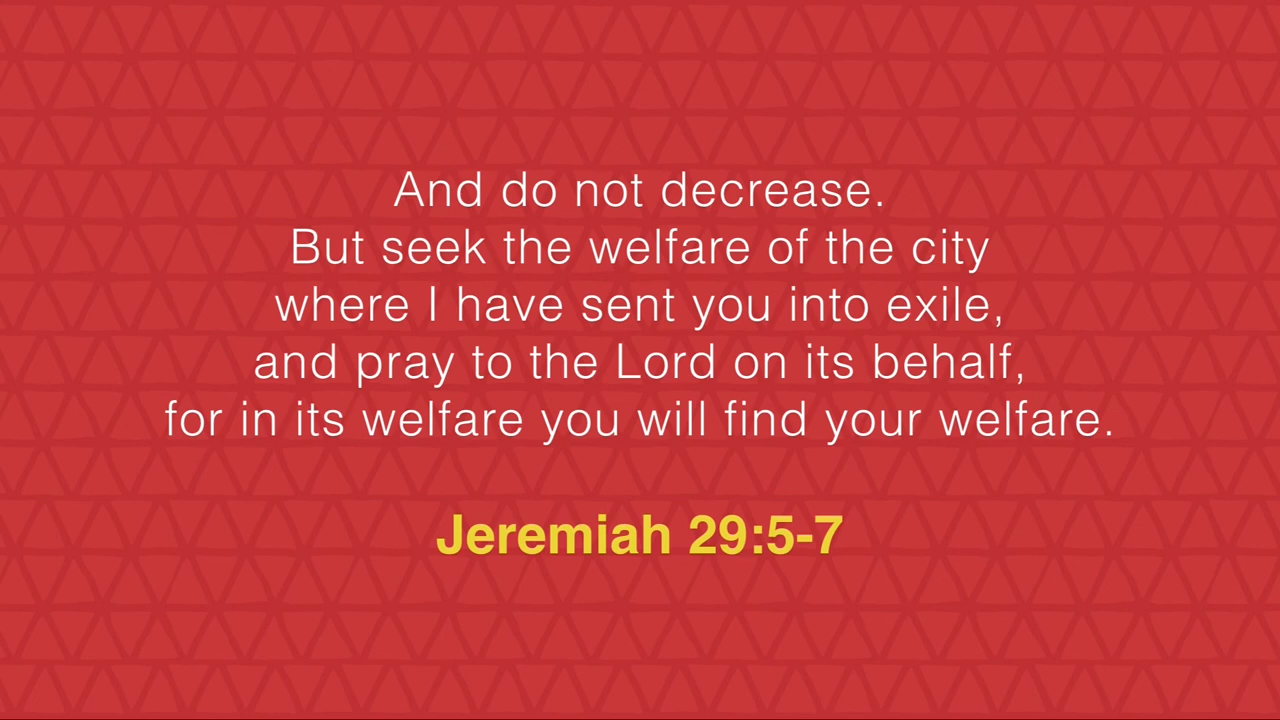 And do not decrease.
But seek the welfare of the city
where I have sent you into exile,
and pray to the Lord on its behalf,
for in its welfare you will find your welfare.
Jeremiah 29:5-7